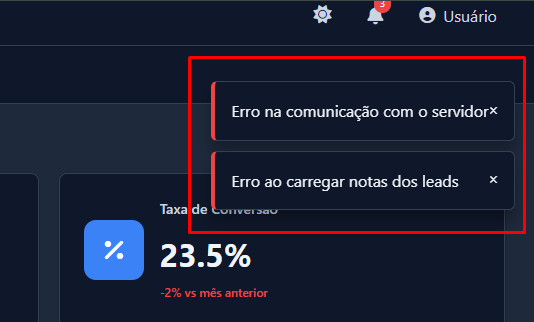 3
Usuário
Erro na comunicação com o servidor×
Erro ao carregar notas dos leads ×
Taxa de Conversão
23.5%
-2% vs mês anterior